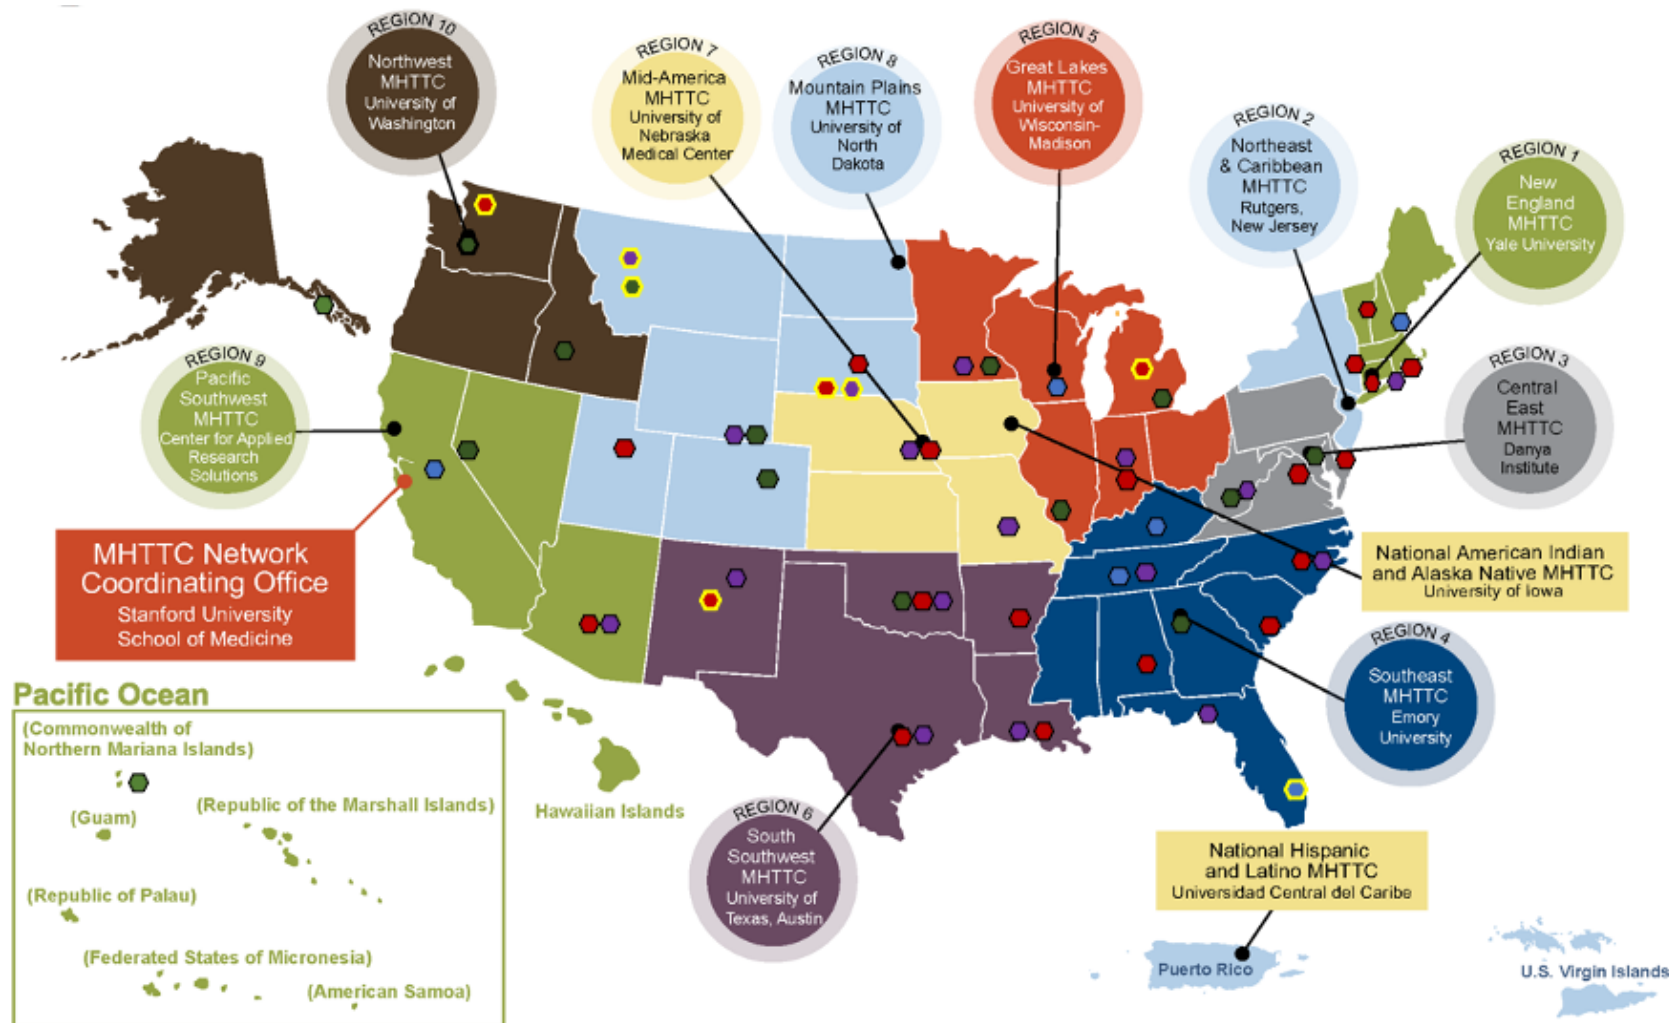 REGION 10
Northwest
MHTTC
University of
Washington
REGION 7
Mid-America
MHTTC
University of
Nebraska
Medical Center
REGION 8
Mountain Plains
MHTTC
University of
North
Dakota
REGION 5
Great Lakes
MHTTC
University of
Wisconsin-
Madison
REGION 2
Northeast
& Caribbean
MHTTC
Rutgers,
New Jersey
REGION 1
New
England
MHTTC
Yale University
REGION 9
Pacific
Southwest
MHTTC
Center for Applied
Research
Solutions
REGION 3
Central
East
MHTTC
Danya
Institute
MHTTC Network
Coordinating Office
Stanford University
School of Medicine
National American Indian
and Alaska Native MHTTC
University of Iowa
REGION 4
Southeast
MHTTC
Emory
University
Pacific Ocean
(Commonwealth of
Northern Mariana Islands)
(Guam)
(Republic of the Marshall Islands)
(Republic of Palau)
(Federated States of Micronesia)
(American Samoa)
Hawaiian Islands
REGION 6
South
Southwest
MHTTC
University of
Texas, Austin
National Hispanic
and Latino MHTTC
Universidad Central del Caribe
Puerto Rico
U.S. Virgin Islands